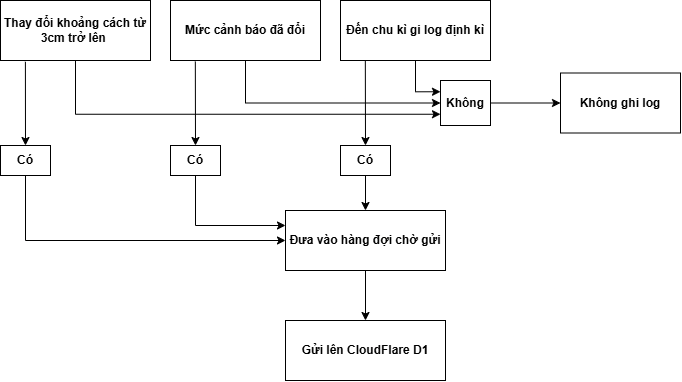 Thay đổi khoảng cách từ
3cm trở lên
Mức cảnh báo đã đổi
Đến chu kì gi log định kì
Không
Không ghi log
Có
Có
Có
Đưa vào hàng đợi chờ gửi
Gửi lên CloudFlare D1